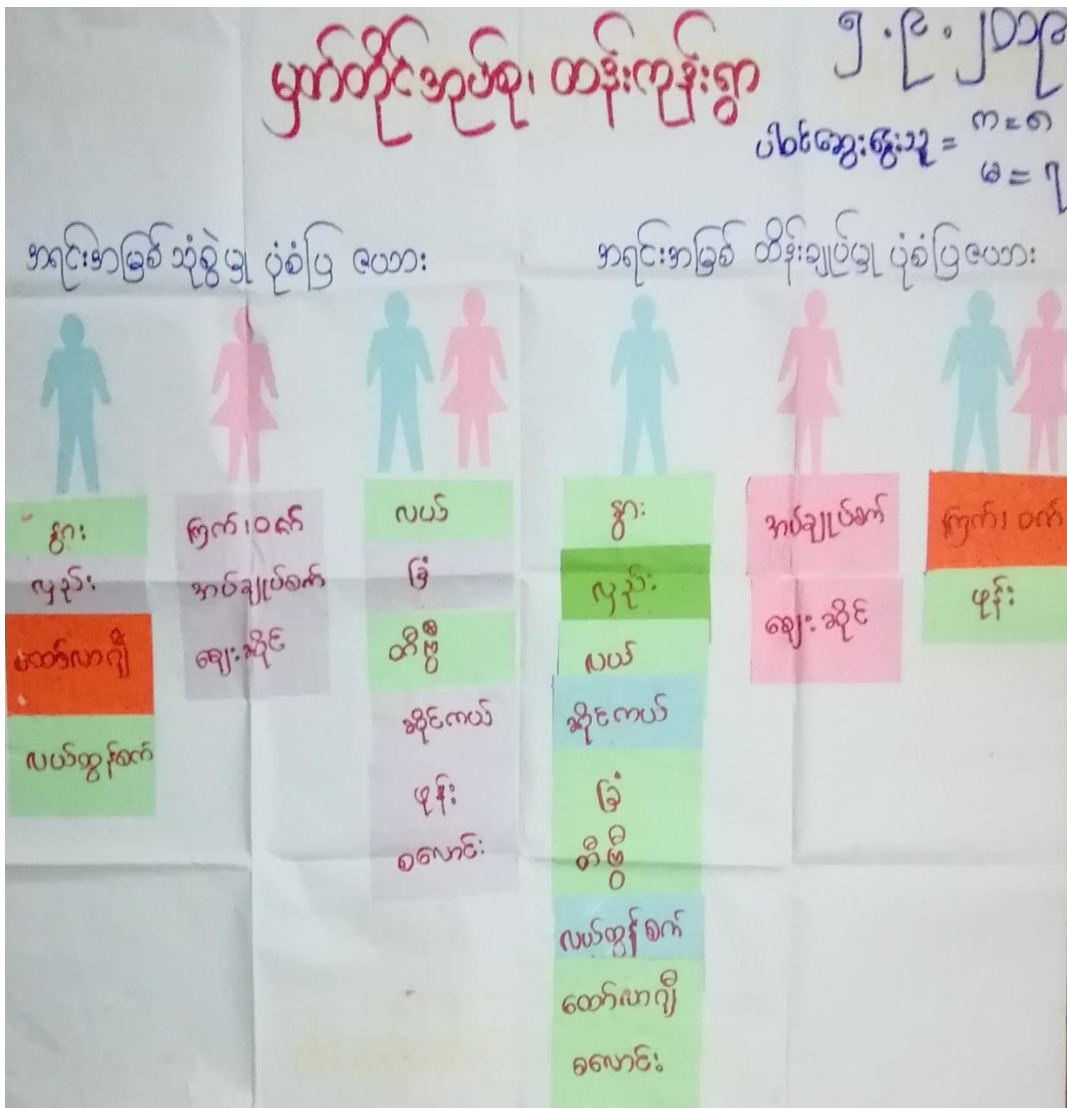 မှတ်တိုင်အုပ်စု၊ ထန်းကုန်းရွာ
၅.၉.၂၀၁၉
ပါဝင်ဆွေးနွေးသူ =
က = ၈
မ = ၇
အရင်းအမြစ် သုံးစွဲမှု ပုံစံပြ ဇယား
နွား
လှည်း
ထော်လာဂျီ
လယ်ထွန်စက်
ကြက်၊ ဝက်
အပ်ချုပ်စက်
ဈေးဆိုင်
လယ်
ခြံ
တီဗွီ
ဆိုင်ကယ်
ဖုန်း
စလောင်း
အရင်းအမြစ် ထိန်းချုပ်မှု ပုံစံပြ ဇယား
နွား
လှည်း
လယ်
ဆိုင်ကယ်
ခြံ
တီဗွီ
လယ်ထွန်စက်
ထော်လာဂျီ
စလောင်း
အပ်ချုပ်စက်
ဈေးဆိုင်
ကြက်၊ ဝက်
ဖုန်း